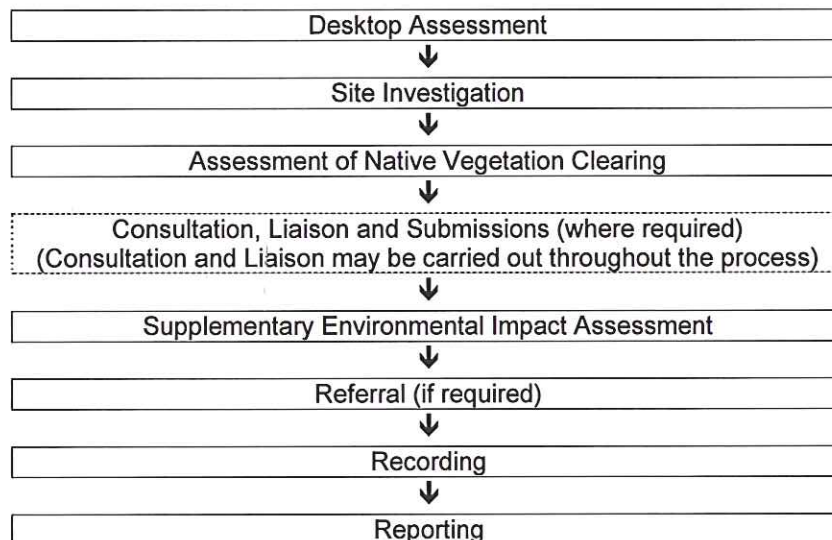 Desktop Assessment
Site Investigation
Assessment of Native Vegetation Clearing
Consultation, Liaison and Submissions (where required)
(Consultation and Liaison may be carried out throughout the process)
Supplementary Environmental Impact Assessment
Referral (if required)
Recording
Reporting